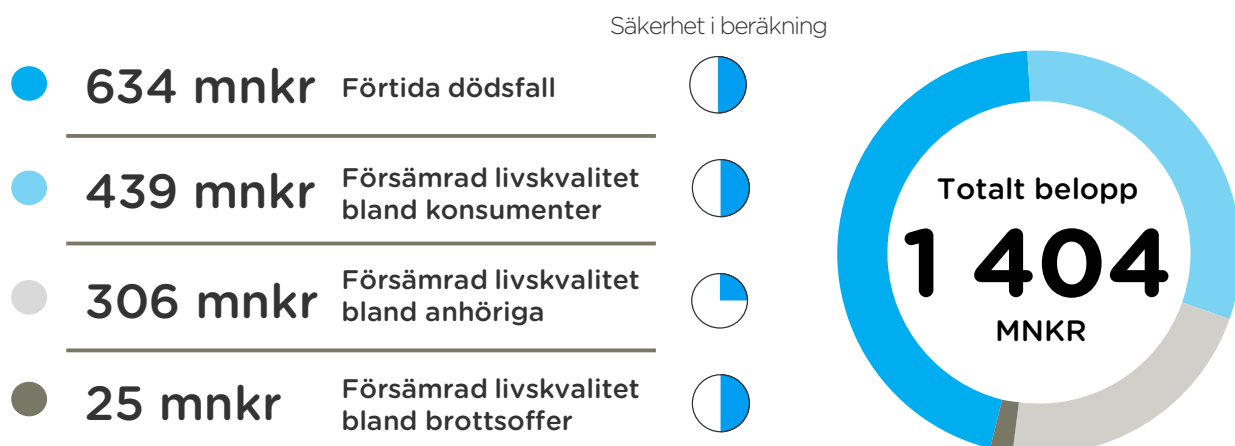 Säkerhet i beräkning
634 mnkr Förtida dödsfall
439 mnkr Försämrad livskvalitet
bland konsumenter
306 mnkr Försämrad livskvalitet
bland anhöriga
25 mnkr Försämrad livskvalitet
bland brottsoffer
Totalt belopp
1 404
MNKR